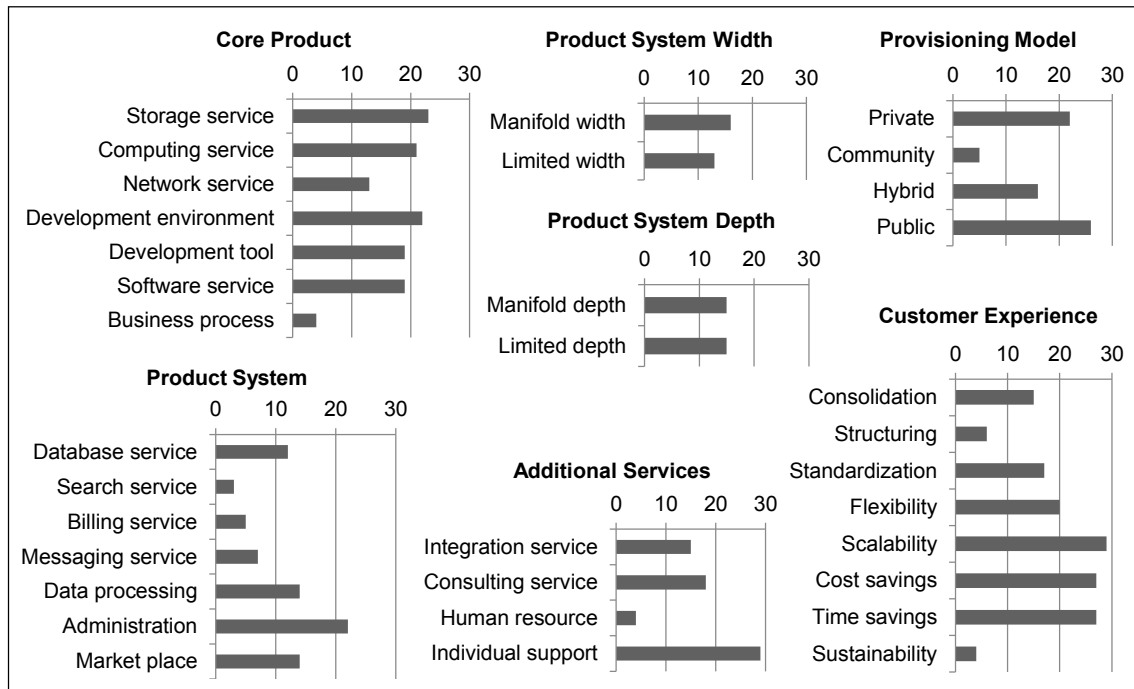 Core Product
0 10 20 30
Storage service
Computing service
Network service
Development environment
Development tool
Software service
Business process
Product System
0 10 20 30
Database service
Search service
Billing service
Messaging service
Data processing
Administration
Market place
Product System Width
0 10 20 30
Manifold width
Limited width
Product System Depth
0 10 20 30
Manifold depth
Limited depth
Additional Services
0 10 20 30
Integration service
Consulting service
Human resource
Individual support
Provisioning Model
0 10 20 30
Private
Community
Hybrid
Public
Customer Experience
0 10 20 30
Consolidation
Structuring
Standardization
Flexibility
Scalability
Cost savings
Time savings
Sustainability